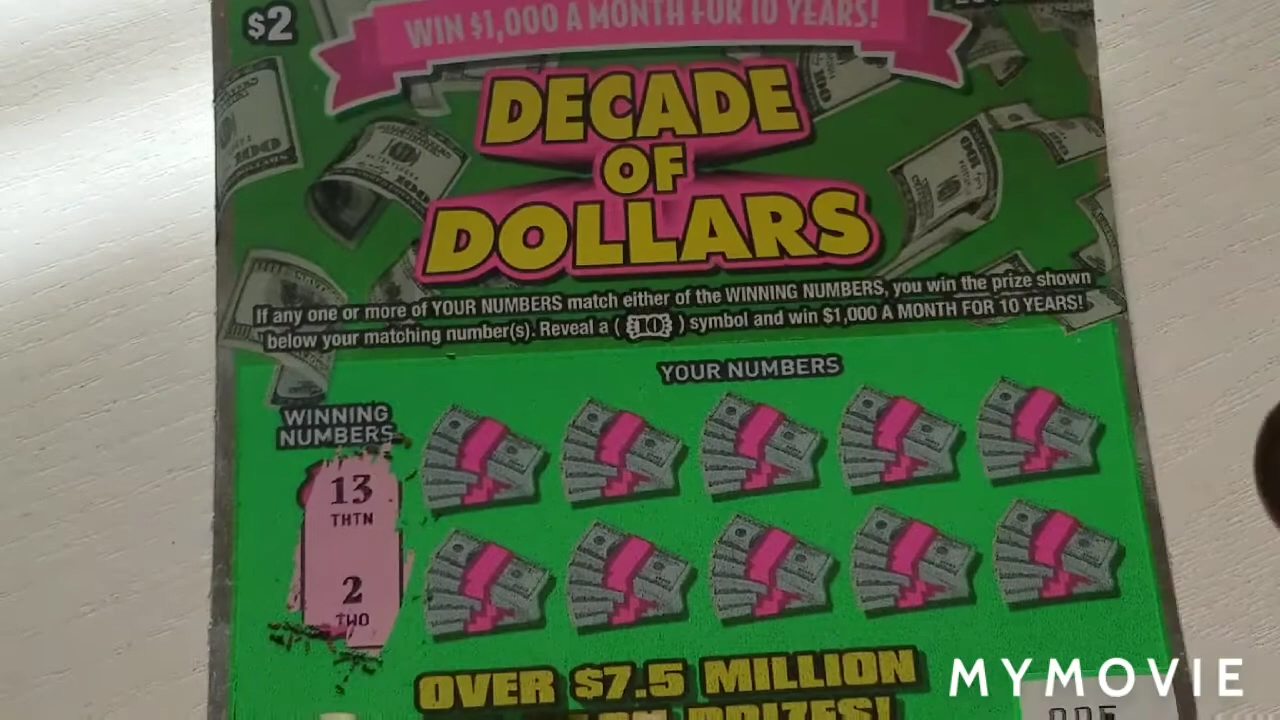 $2
WIN $1,000 A MONTH FOR 10 YEARS!
DECADE
OF
DOLLARS
If any one or more of YOUR NUMBERS match either of the WINNING NUMBERS, you win the prize shown
below your matching number(s). Reveal a ( 10 ) symbol and win $1,000 A MONTH FOR 10 YEARS!
YOUR NUMBERS
WINNING
NUMBERS
13
THTN
2
TWO
OVER $7.5 MILLION
PRIZES!
MYMOVIE